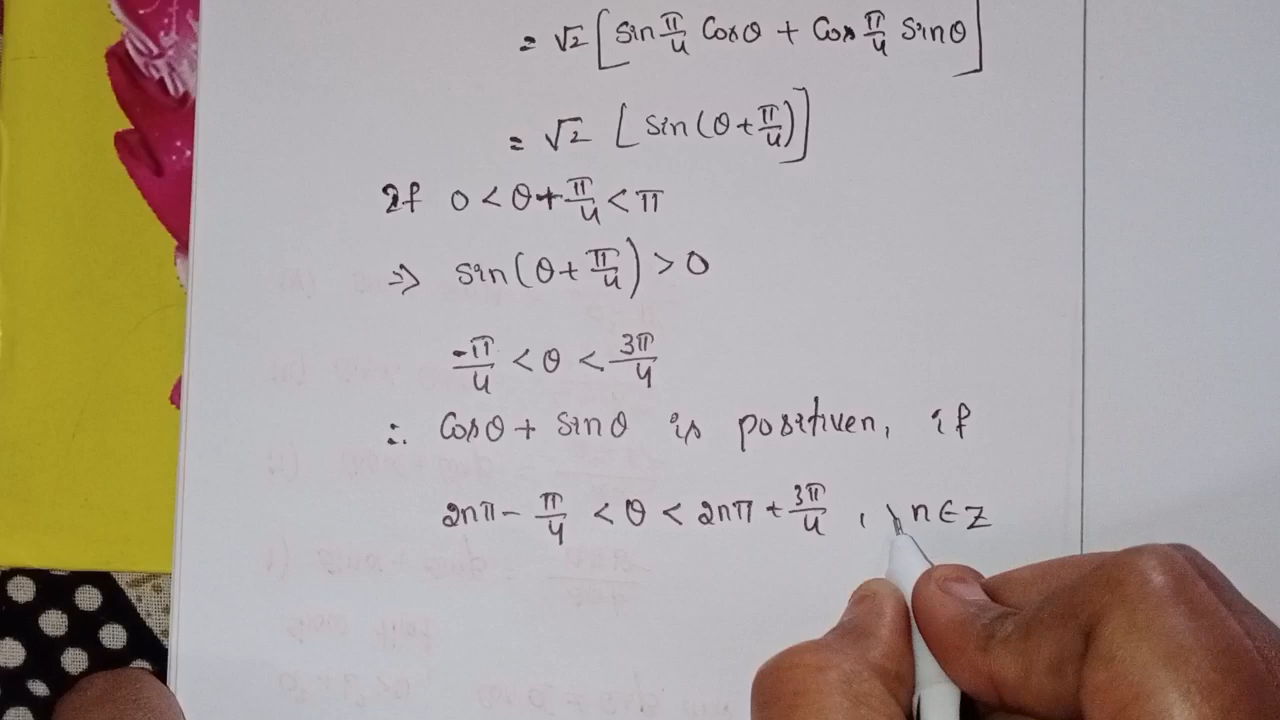 = √2 [ Sin π/4 Cosθ + Cos π/4 Sinθ ]
= √2 [ Sin (θ + π/4) ]
If 0 < θ + π/4 < π
⇒ Sin (θ + π/4) > 0
-π/4 < θ < 3π/4
∴ Cosθ + Sinθ is positiven, if
2nπ - π/4 < θ < 2nπ + 3π/4 , n ∈ Z